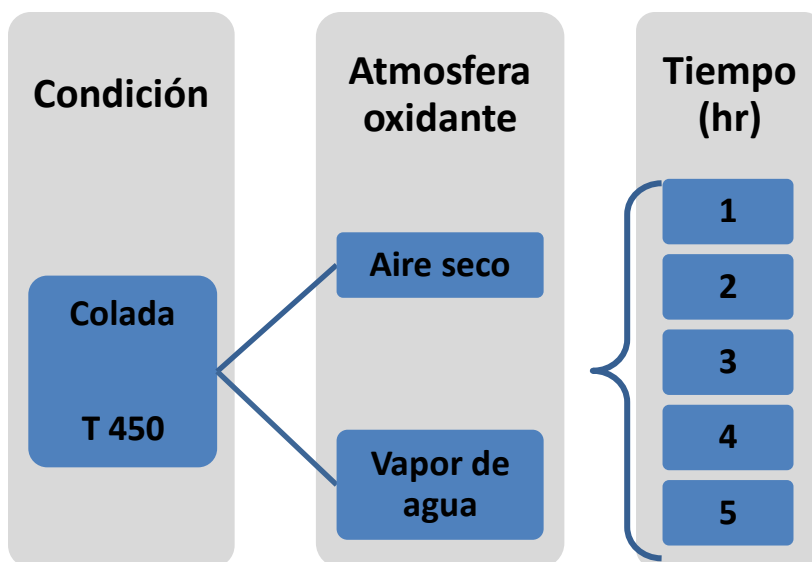 Condición
Colada
T 450
Atmosfera
oxidante
Aire seco
Vapor de
agua
Tiempo
(hr)
1
2
3
4
5